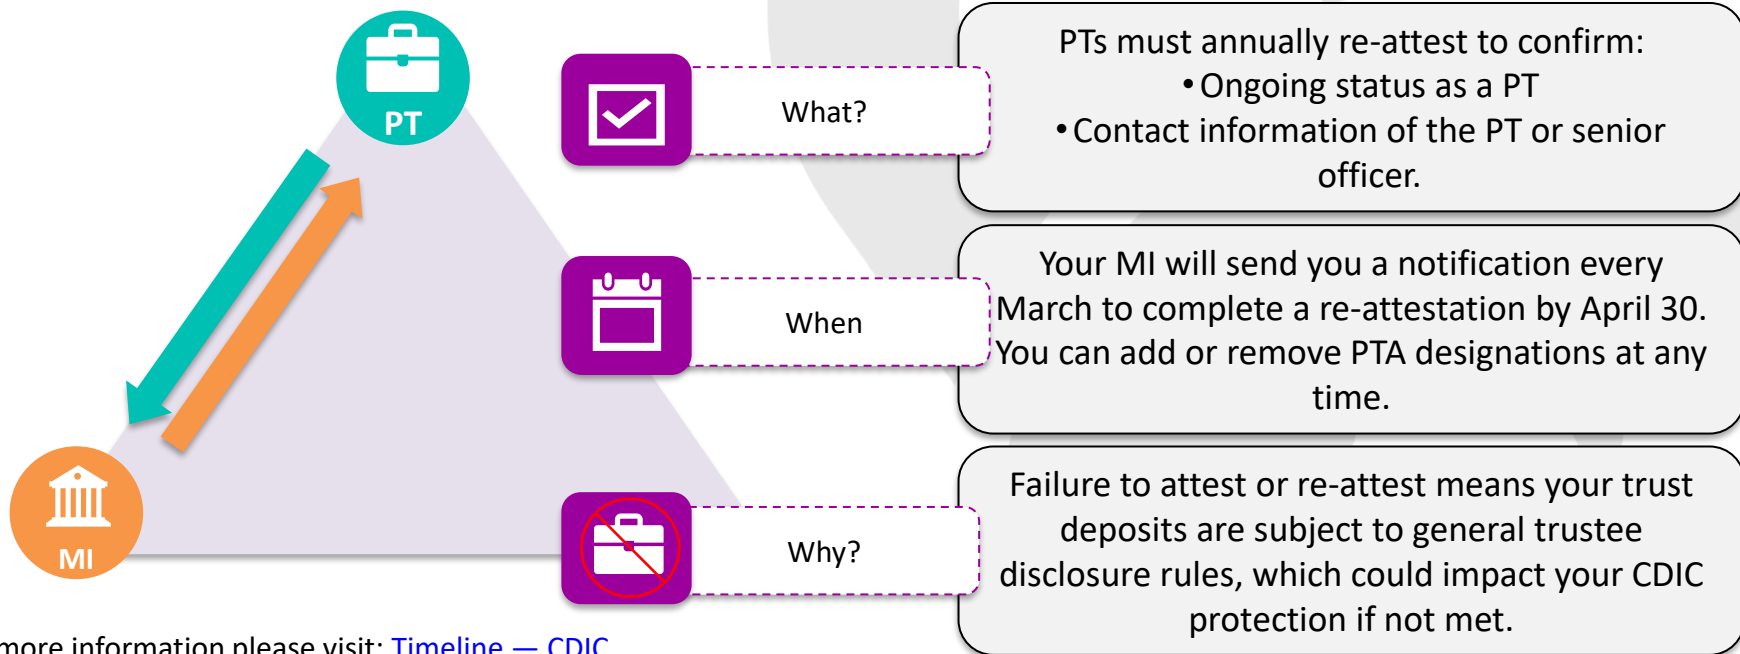 PT
MI
What?
PTs must annually re-attest to confirm:
• Ongoing status as a PT
• Contact information of the PT or senior
officer.
When
Your MI will send you a notification every
March to complete a re-attestation by April 30.
You can add or remove PTA designations at any
time.
Why?
Failure to attest or re-attest means your trust
deposits are subject to general trustee
disclosure rules, which could impact your CDIC
protection if not met.
more information please visit: Timeline — CDIC